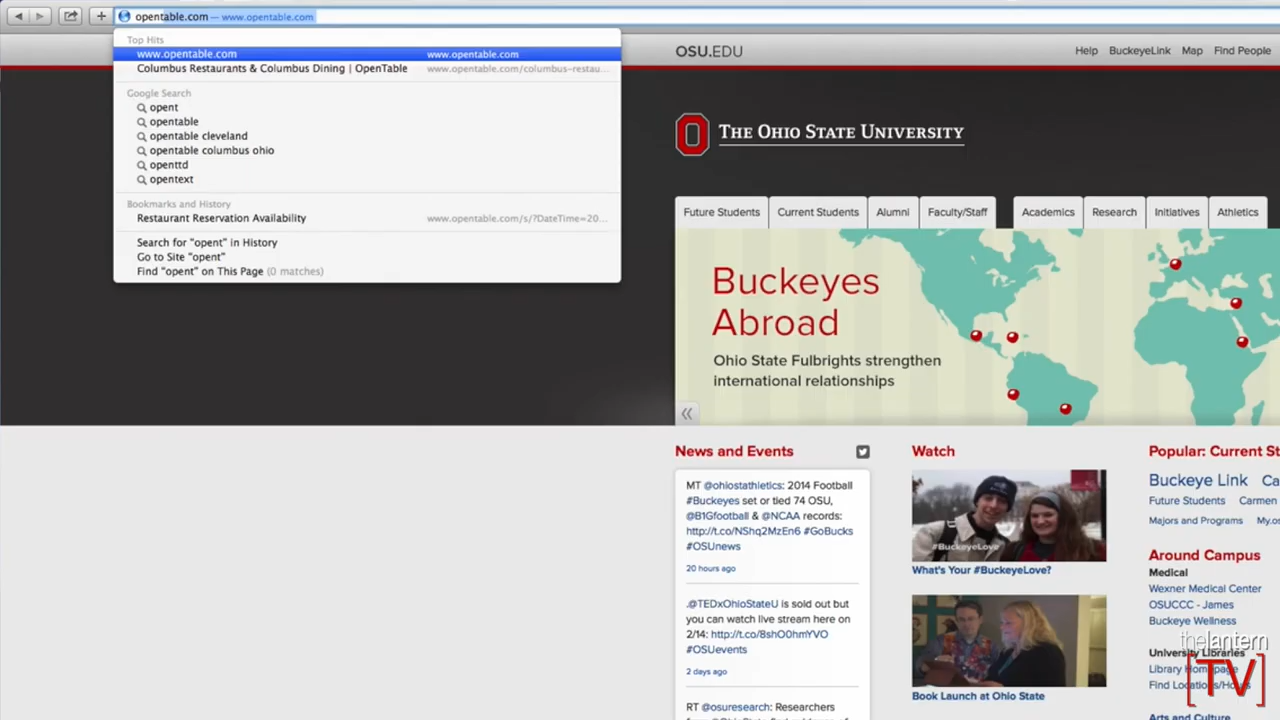 opentable.com — www.opentable.com
Top Hits
www.opentable.com www.opentable.com
Columbus Restaurants & Columbus Dining | OpenTable www.opentable.com/columbus-restau...
Google Search
opent
opentable
opentable cleveland
opentable columbus ohio
openttd
opentext
Bookmarks and History
Restaurant Reservation Availability www.opentable.com/s/?DateTime=20...
Search for "opent" in History
Go to Site "opent"
Find "opent" on This Page (0 matches)
OSU.EDU
Help BuckeyeLink Map Find People
THE OHIO STATE UNIVERSITY
Future Students Current Students Alumni Faculty/Staff Academics Research Initiatives Athletics
Buckeyes
Abroad
Ohio State Fulbrights strengthen
international relationships
News and Events
MT @ohiostathletics: 2014 Football
#Buckeyes set or tied 74 OSU,
@B1Gfootball & @NCAA records:
http://t.co/NShq2MzEn6 #GoBucks
#OSUnews
20 hours ago
.@TEDxOhioStateU is sold out but
you can watch live stream here on
2/14: http://t.co/8shO0hmYVO
#OSUevents
2 days ago
RT @osuresearch: Researchers
Watch
#BuckeyeLove
What's Your #BuckeyeLove?
Book Launch at Ohio State
Popular: Current St
Buckeye Link Ca
Future Students Carmen
Majors and Programs My.os
Around Campus
Medical
Wexner Medical Center
OSUCCC - James
Buckeye Wellness
University Libraries
Library Homepage
Find Locations/Hours
Arts and Culture
thelantern
[TV]